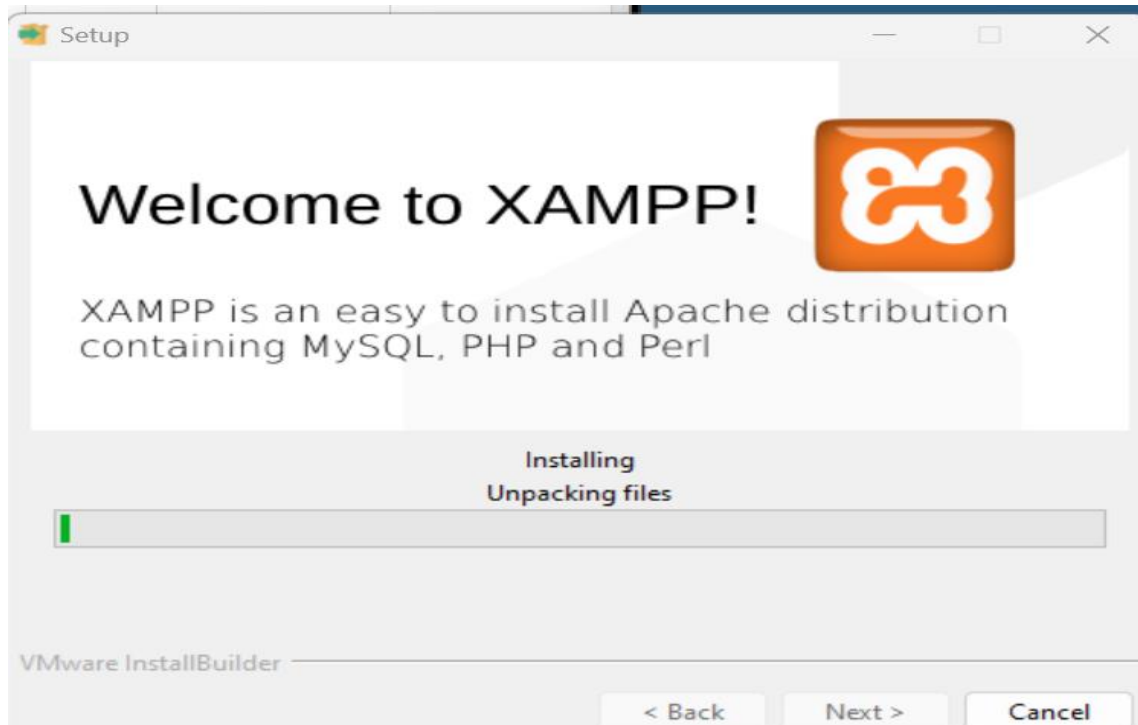 Setup
Welcome to XAMPP!
XAMPP is an easy to install Apache distribution
containing MySQL, PHP and Perl
Installing
Unpacking files
VMware InstallBuilder
< Back Next > Cancel